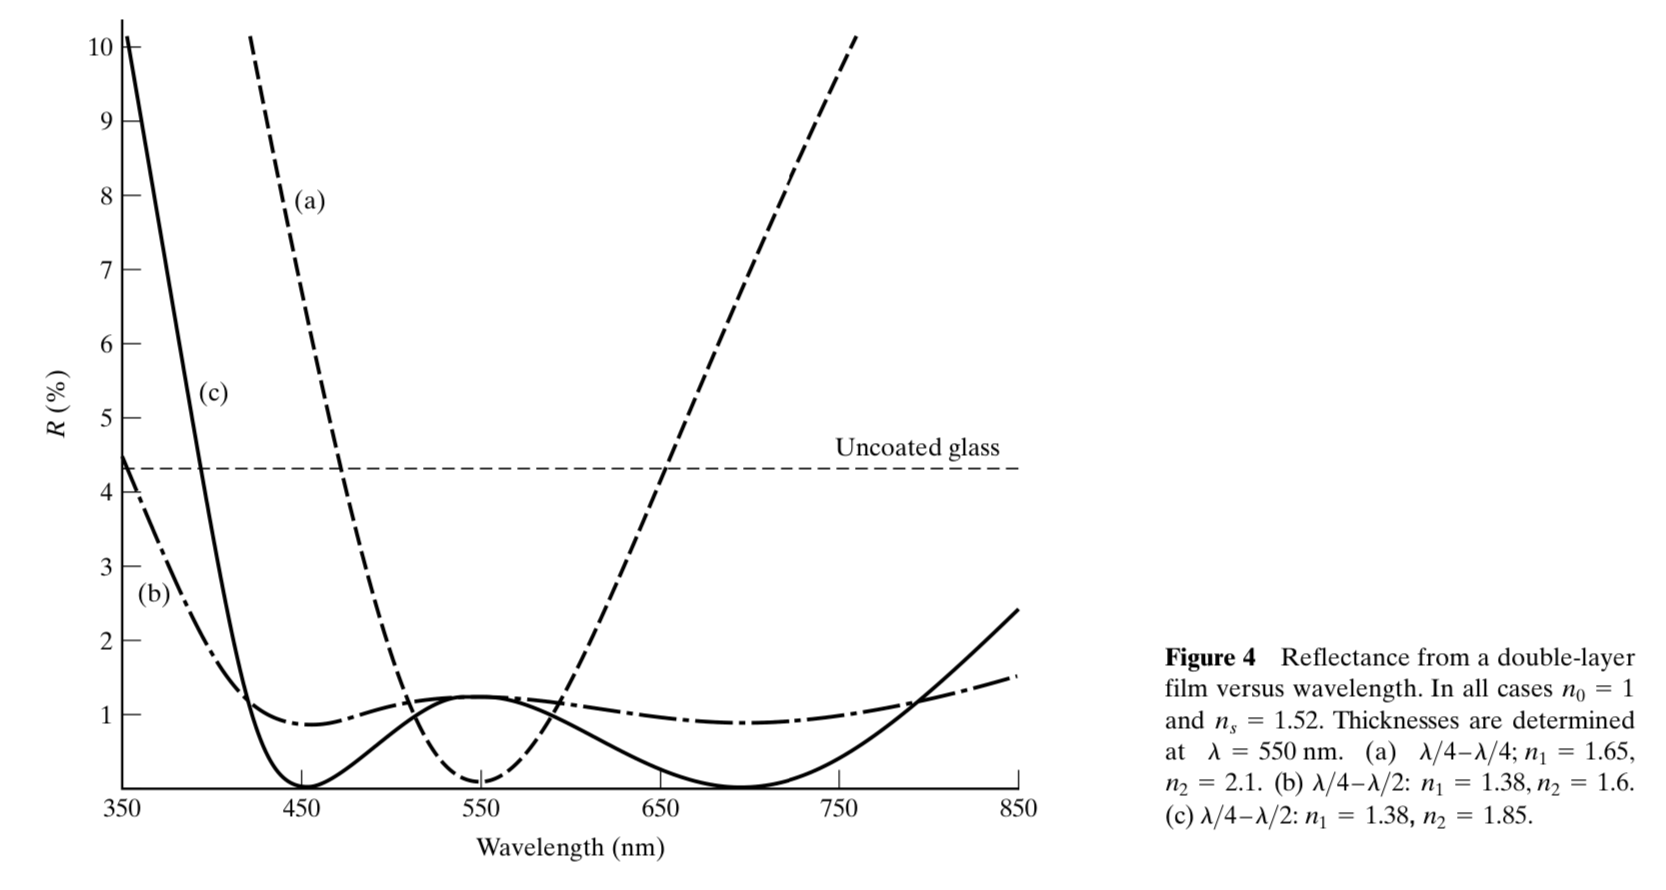 10
9
8
(a)
7
6
(c)
R (%)
5
Uncoated glass
4
3
(b)
2
1
350 450 550 650 750 850
Wavelength (nm)
Figure 4 Reflectance from a double-layer
film versus wavelength. In all cases n₀ = 1
and nₛ = 1.52. Thicknesses are determined
at λ = 550 nm. (a) λ/4–λ/4; n₁ = 1.65,
n₂ = 2.1. (b) λ/4–λ/2: n₁ = 1.38, n₂ = 1.6.
(c) λ/4–λ/2: n₁ = 1.38, n₂ = 1.85.